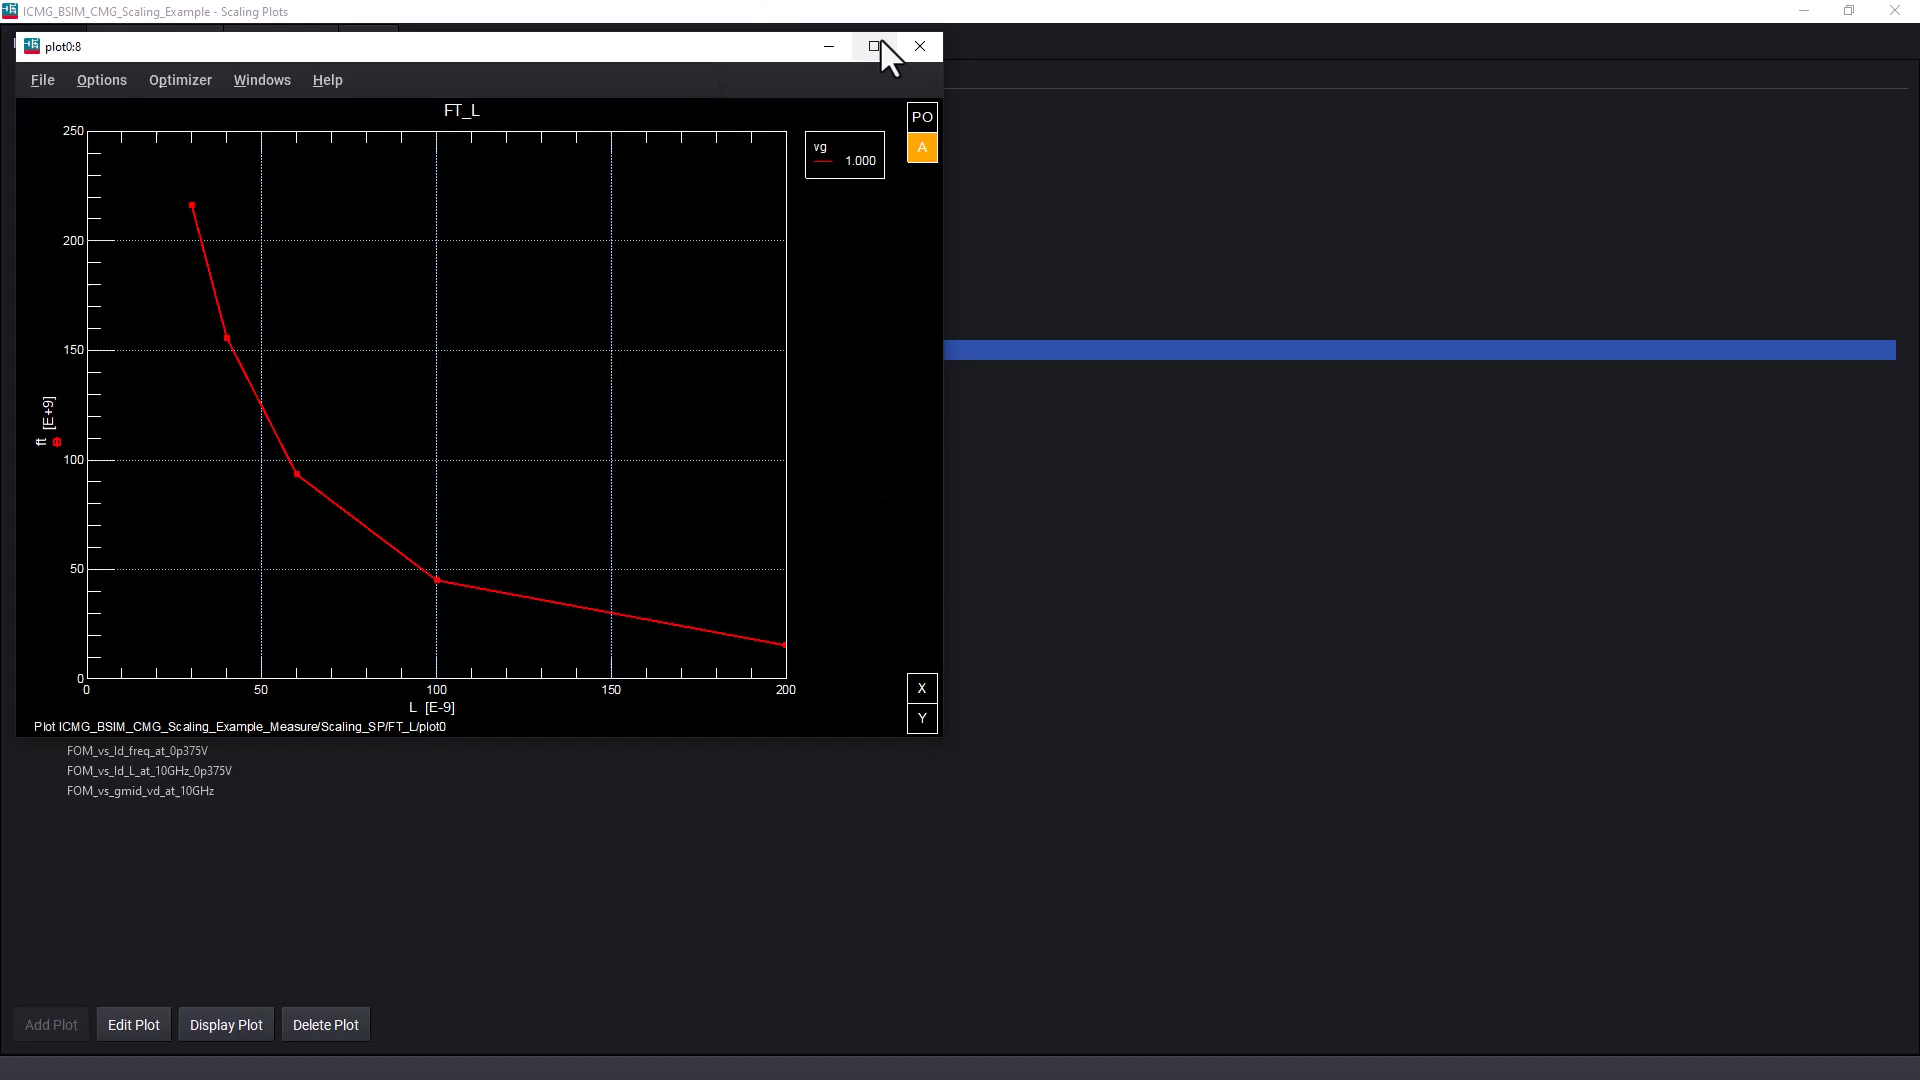 ICMG_BSIM_CMG_Scaling_Example - Scaling Plots
plot0:8
File Options Optimizer Windows Help
FT_L
PO
A
vg
1.000
250
200
150
100
50
0
ft [E+9]
0 50 100 150 200
L [E-9]
X
Y
Plot ICMG_BSIM_CMG_Scaling_Example_Measure/Scaling_SP/FT_L/plot0
FOM_vs_Id_freq_at_0p375V
FOM_vs_Id_L_at_10GHz_0p375V
FOM_vs_gmid_vd_at_10GHz
Add Plot Edit Plot Display Plot Delete Plot